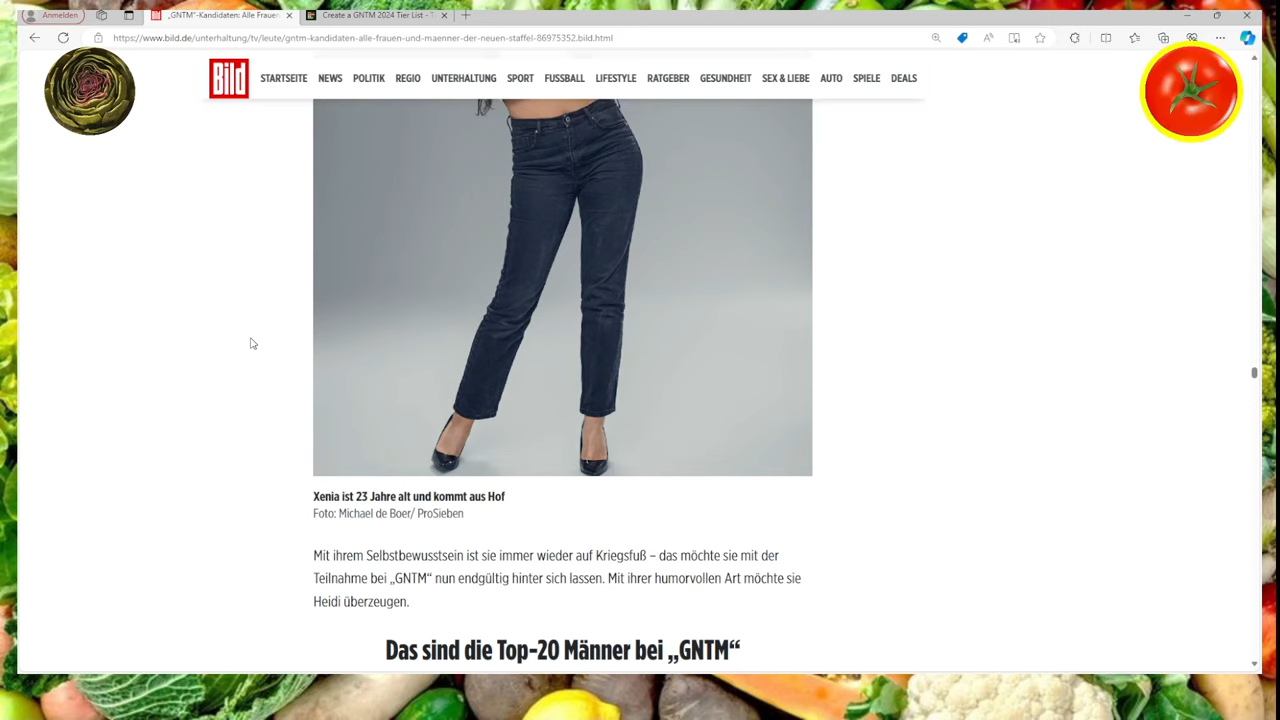 Anmelden
„GNTM"-Kandidaten: Alle Frauen
Create a GNTM 2024 Tier List -
https://www.bild.de/unterhaltung/tv/leute/gntm-kandidaten-alle-frauen-und-maenner-der-neuen-staffel-86975352.bild.html
Bild
STARTSEITE NEWS POLITIK REGIO UNTERHALTUNG SPORT FUSSBALL LIFESTYLE RATGEBER GESUNDHEIT SEX & LIEBE AUTO SPIELE DEALS
Xenia ist 23 Jahre alt und kommt aus Hof
Foto: Michael de Boer/ ProSieben
Mit ihrem Selbstbewusstsein ist sie immer wieder auf Kriegsfuß – das möchte sie mit der
Teilnahme bei „GNTM“ nun endgültig hinter sich lassen. Mit ihrer humorvollen Art möchte sie
Heidi überzeugen.
Das sind die Top-20 Männer bei „GNTM“